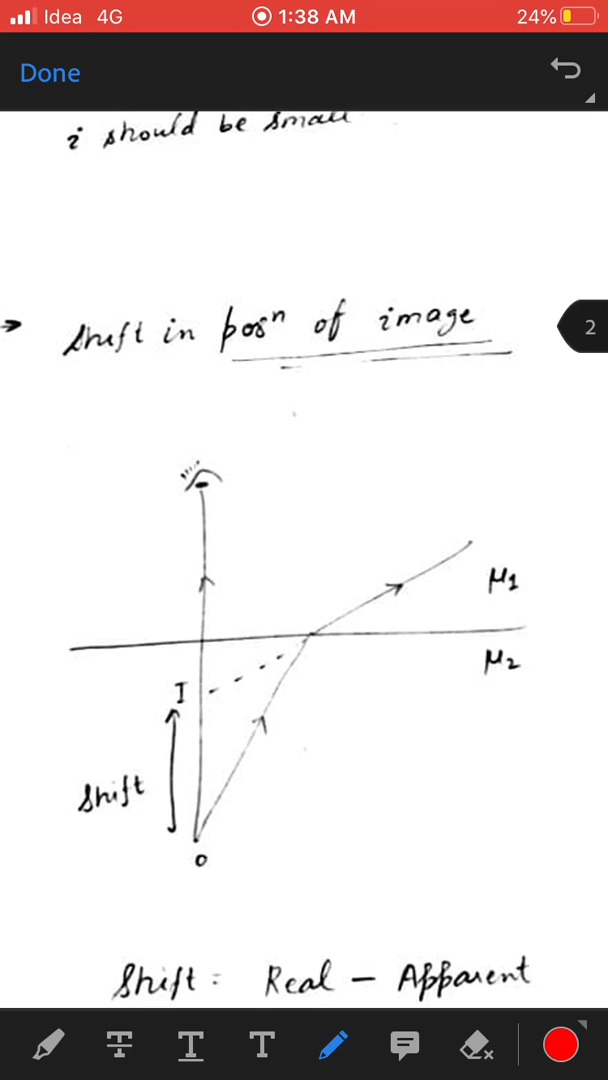 Idea 4G 1:38 AM 24%
Done
i should be small
→ Shift in posⁿ of image
2
μ1
μ2
I
Shift
O
Shift = Real - Apparent
T T T